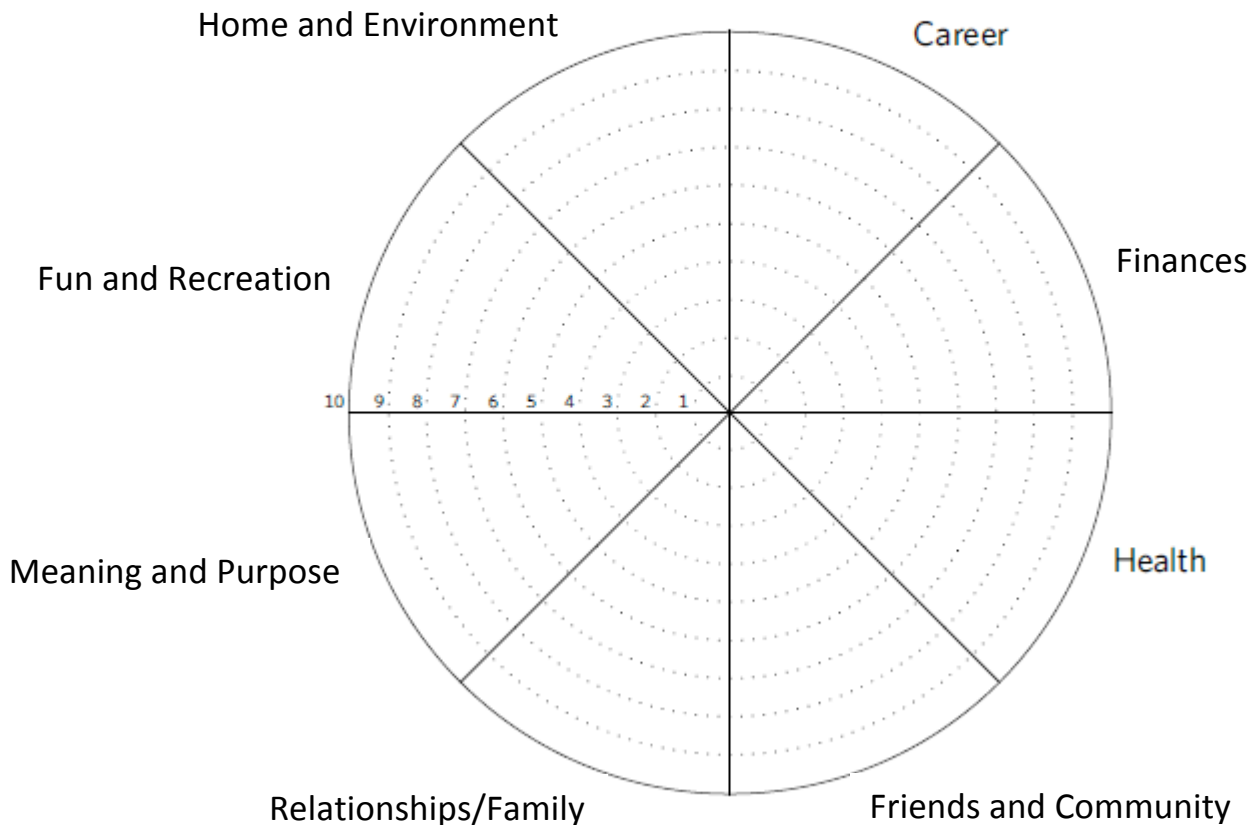 Home and Environment
Career
Fun and Recreation
Finances
10 9 8 7 6 5 4 3 2 1
Meaning and Purpose
Health
Relationships/Family
Friends and Community